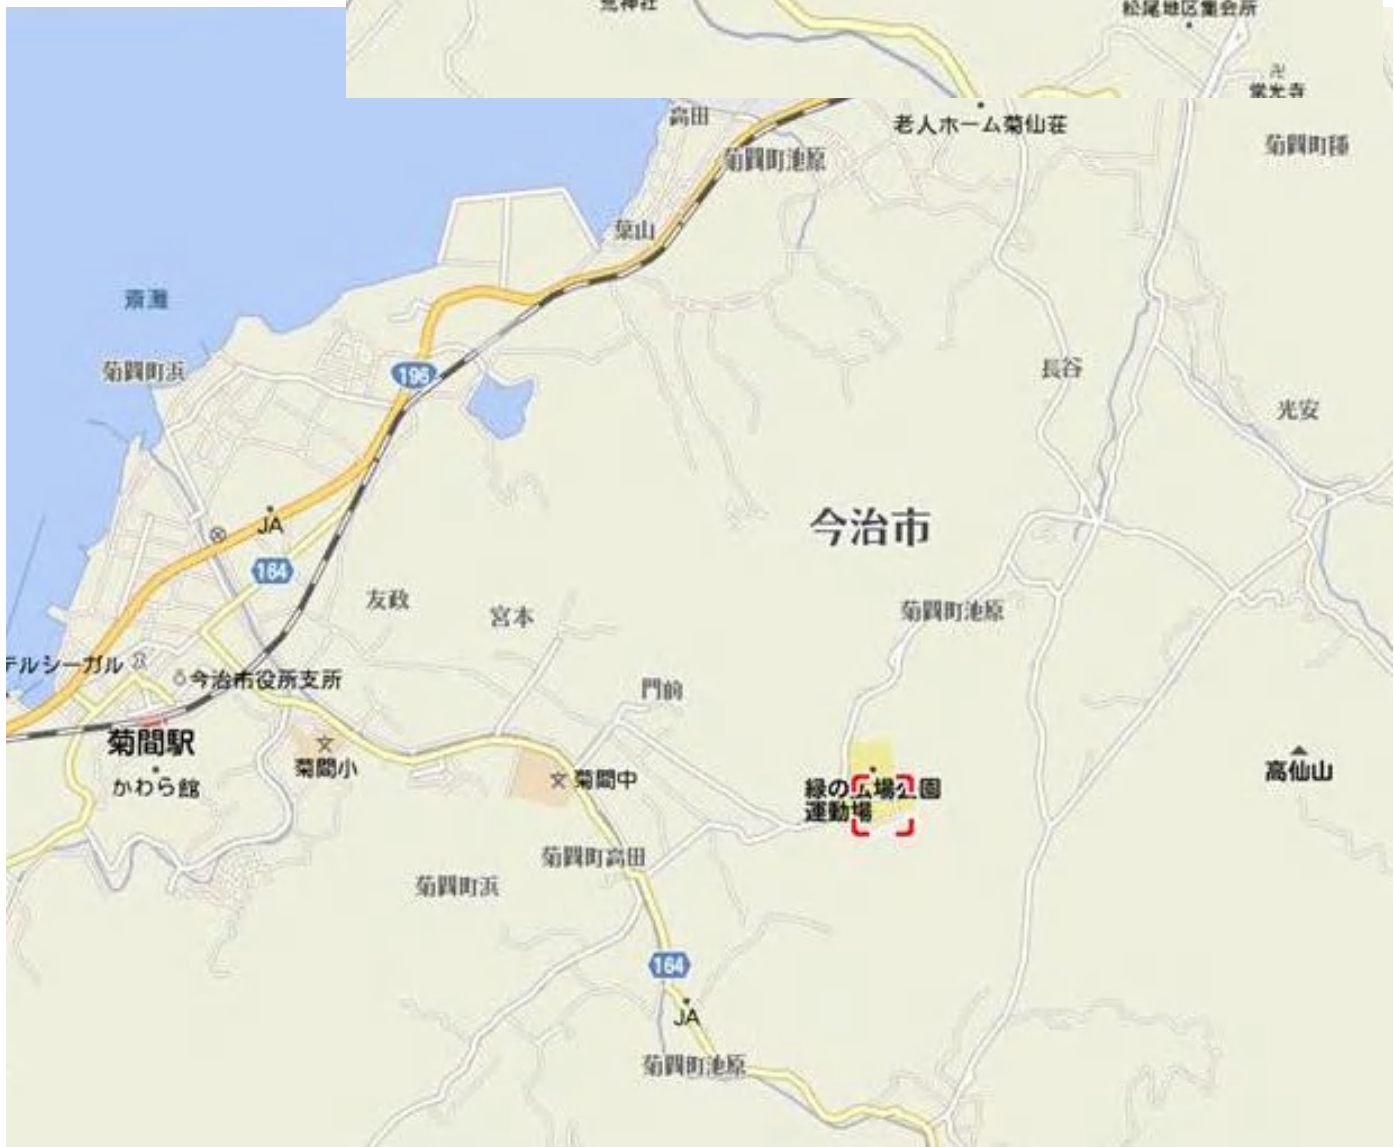 荒神社
松尾地区集会所
常光寺
高田
老人ホーム菊仙荘
菊間町種
菊間町池原
葉山
斎灘
菊間町浜
196
長谷
光安
JA
今治市
164
友政
宮本
菊間町池原
テルシーガル
今治市役所支所
門前
菊間駅
菊間小
かわら館
菊間中
緑の広場公園
運動場
高仙山
菊間町高田
菊間町浜
164
JA
菊間町池原